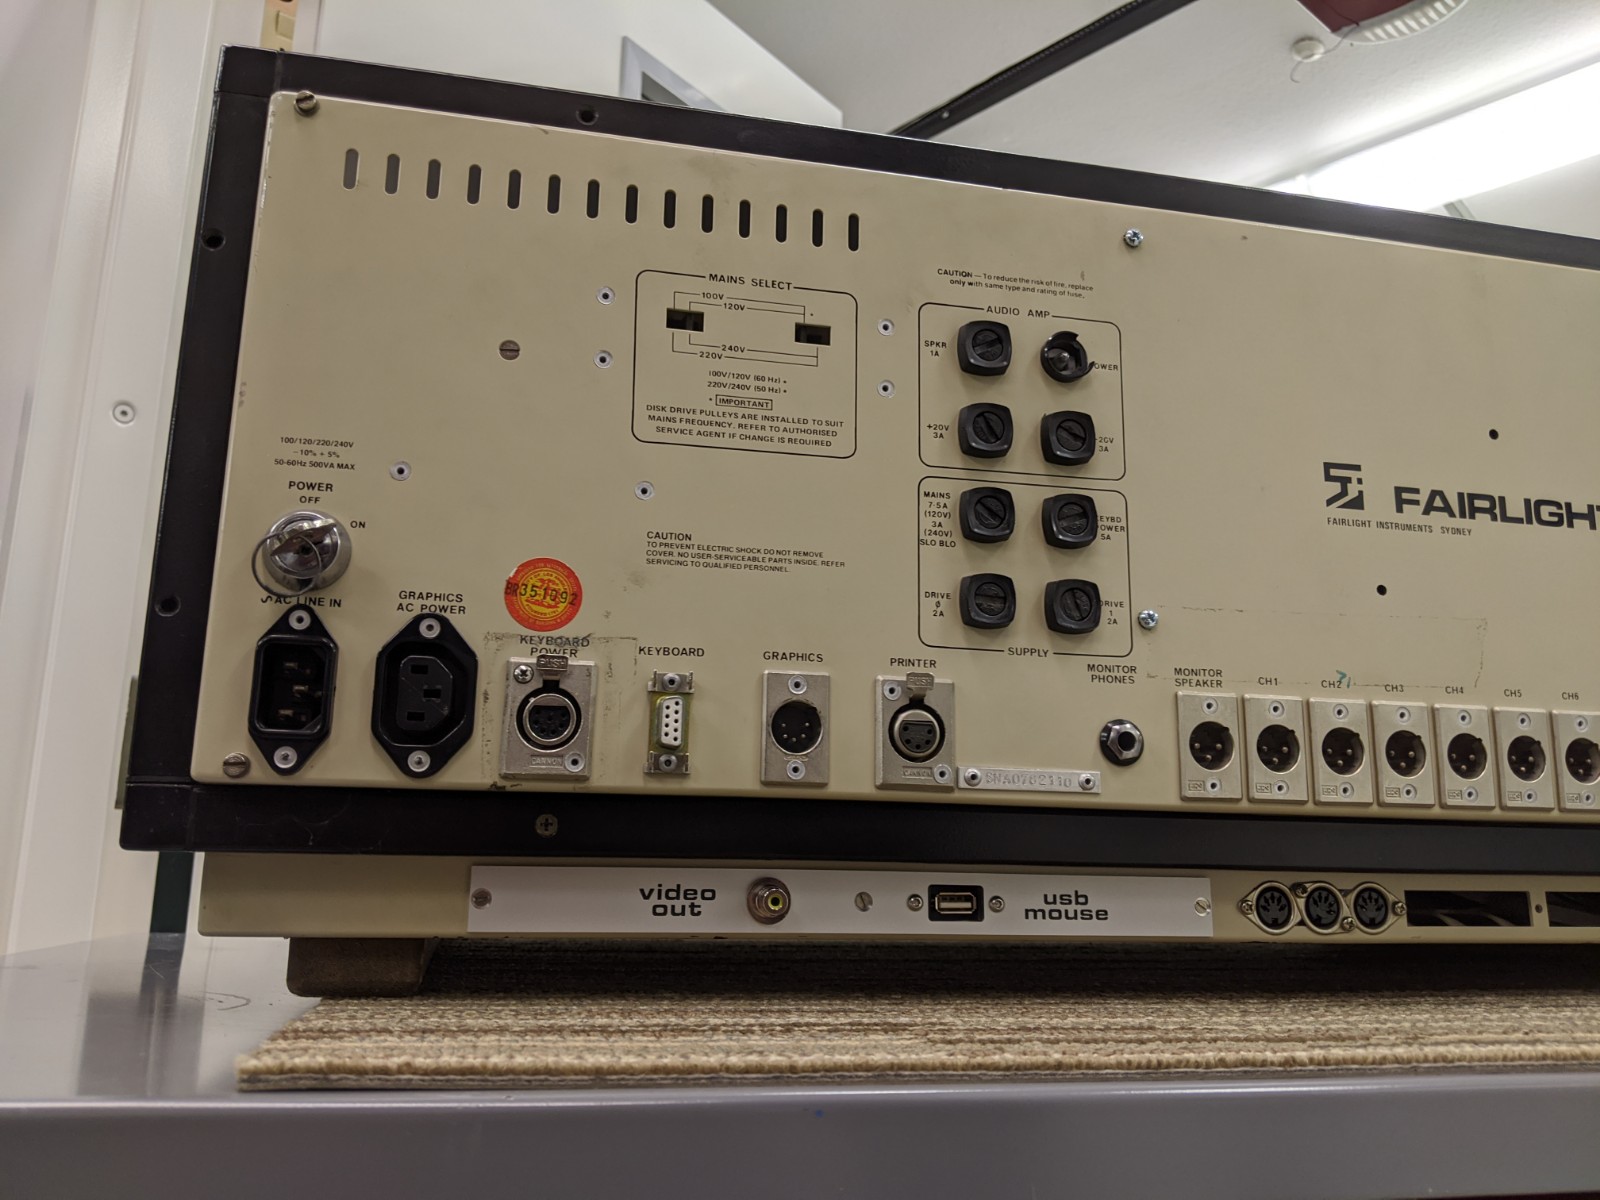 MAINS SELECT
100V
120V
240V
220V
100V/120V (60 Hz)
220V/240V (50 Hz)
* IMPORTANT
DISK DRIVE PULLEYS ARE INSTALLED TO SUIT
MAINS FREQUENCY. REFER TO AUTHORISED
SERVICE AGENT IF CHANGE IS REQUIRED
CAUTION — To reduce the risk of fire, replace
only with same type and rating of fuse.
AUDIO AMP
SPKR
1A
OWER
+20V
3A
20V
3A
MAINS
7·5A
(120V)
3A
(240V)
SLO BLO
EYBD
OWER
5A
DRIVE
Ø
2A
RIVE
1
2A
SUPPLY
FAIRLIGHT
FAIRLIGHT INSTRUMENTS SYDNEY
100/120/220/240V
-10% + 5%
50-60Hz 500VA MAX
POWER
OFF
ON
CAUTION
TO PREVENT ELECTRIC SHOCK DO NOT REMOVE
COVER. NO USER-SERVICEABLE PARTS INSIDE. REFER
SERVICING TO QUALIFIED PERSONNEL.
AC LINE IN
GRAPHICS
AC POWER
BR351092
KEYBOARD
POWER
PUSH
CANNON
KEYBOARD
GRAPHICS
PRINTER
PUSH
CANNON
SNA0762110
MONITOR
PHONES
MONITOR
SPEAKER
CH1
CH2
CH3
CH4
CH5
CH6
video
out
usb
mouse